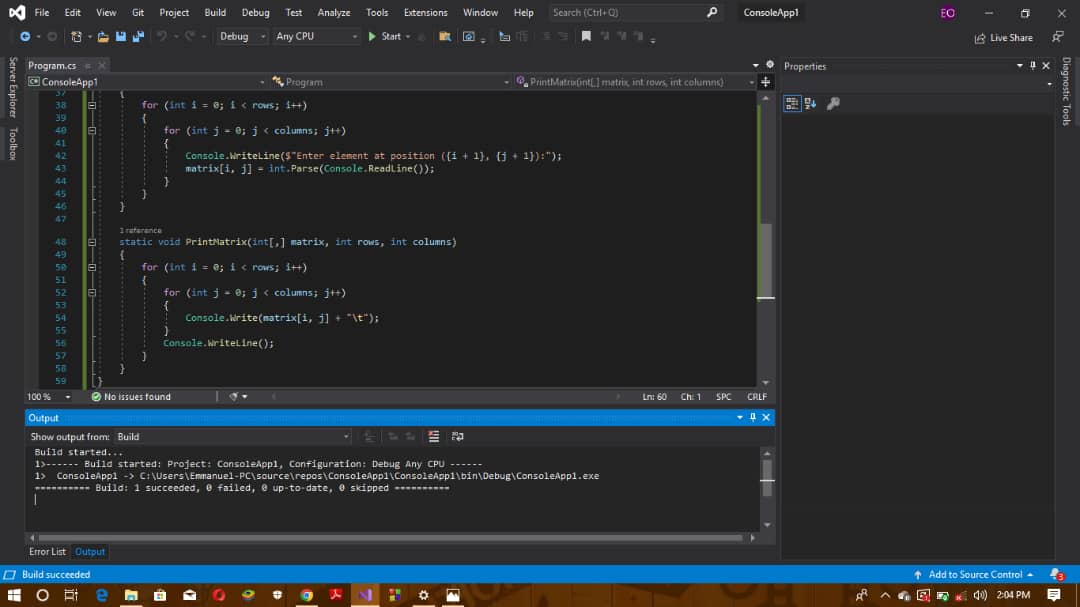 File Edit View Git Project Build Debug Test Analyze Tools Extensions Window Help Search (Ctrl+Q) ConsoleApp1 EO
Debug Any CPU Start Live Share
Server Explorer
Toolbox
Program.cs
ConsoleApp1 Program PrintMatrix(int[,] matrix, int rows, int columns)
37 {
38 for (int i = 0; i < rows; i++)
39 {
40 for (int j = 0; j < columns; j++)
41 {
42 Console.WriteLine($"Enter element at position ({i + 1}, {j + 1}):");
43 matrix[i, j] = int.Parse(Console.ReadLine());
44 }
45 }
46 }
47
1 reference
48 static void PrintMatrix(int[,] matrix, int rows, int columns)
49 {
50 for (int i = 0; i < rows; i++)
51 {
52 for (int j = 0; j < columns; j++)
53 {
54 Console.Write(matrix[i, j] + "\t");
55 }
56 Console.WriteLine();
57 }
58 }
59 }
100 % No issues found Ln: 60 Ch: 1 SPC CRLF
Output
Show output from: Build
Build started...
1>------ Build started: Project: ConsoleApp1, Configuration: Debug Any CPU ------
1> ConsoleApp1 -> C:\Users\Emmanuel-PC\source\repos\ConsoleApp1\ConsoleApp1\bin\Debug\ConsoleApp1.exe
========== Build: 1 succeeded, 0 failed, 0 up-to-date, 0 skipped ==========
Error List Output
Properties
Diagnostic Tools
Build succeeded Add to Source Control 3
2:04 PM